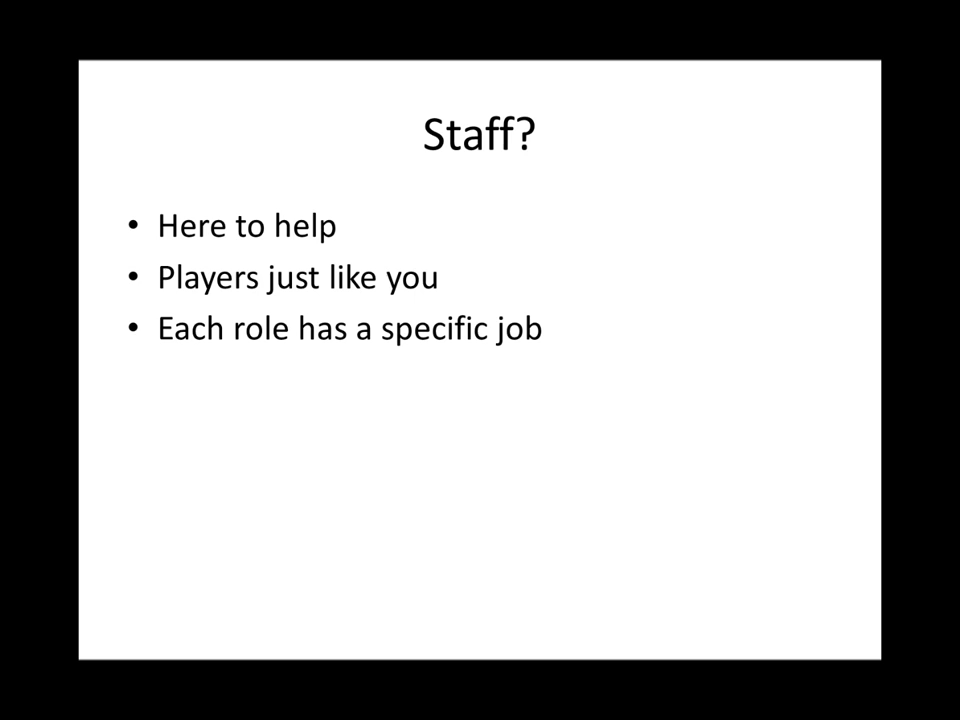 Staff?
• Here to help
• Players just like you
• Each role has a specific job